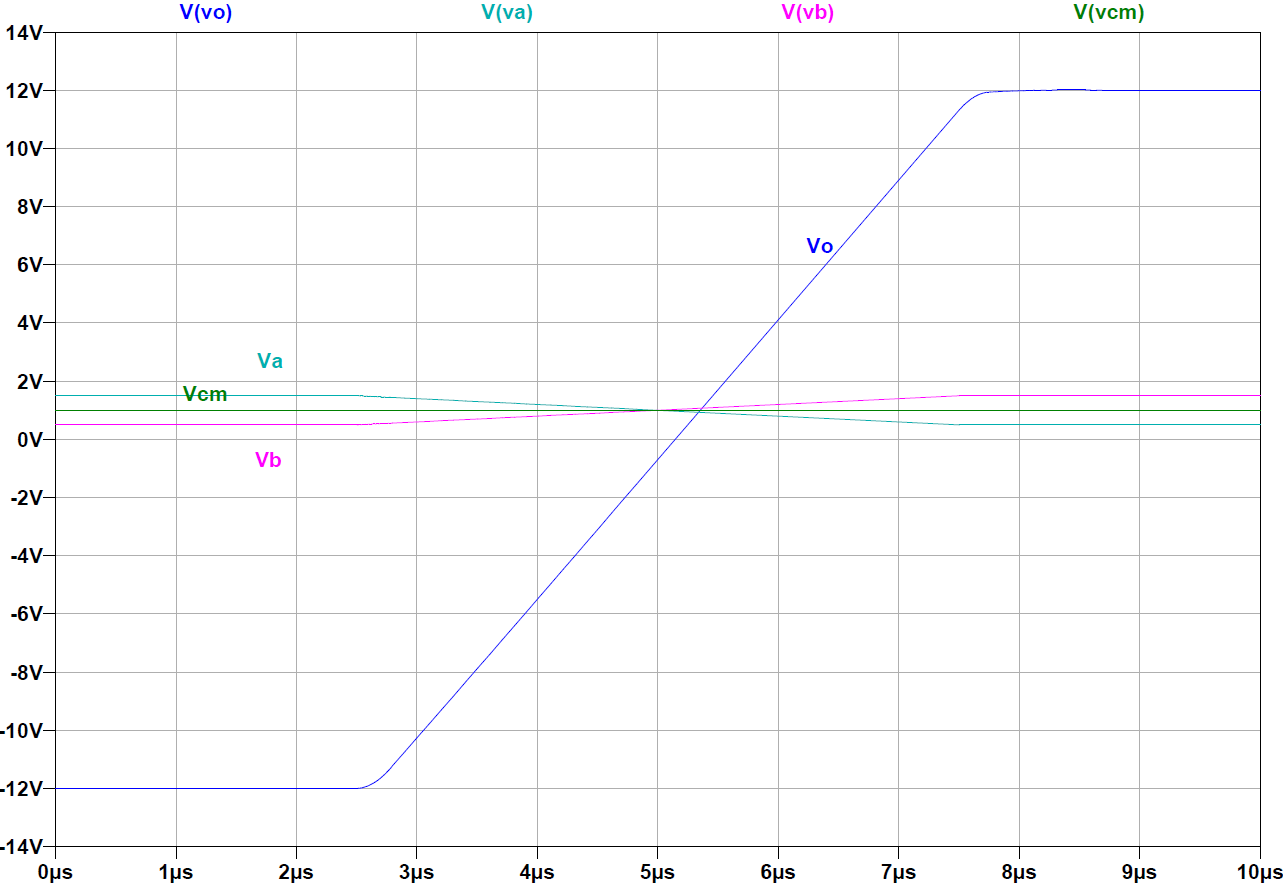 V(vo) V(va) V(vb) V(vcm)
14V
12V
10V
8V
Vo
6V
4V
Va
2V
Vcm
0V
Vb
-2V
-4V
-6V
-8V
-10V
-12V
-14V
0µs 1µs 2µs 3µs 4µs 5µs 6µs 7µs 8µs 9µs 10µs